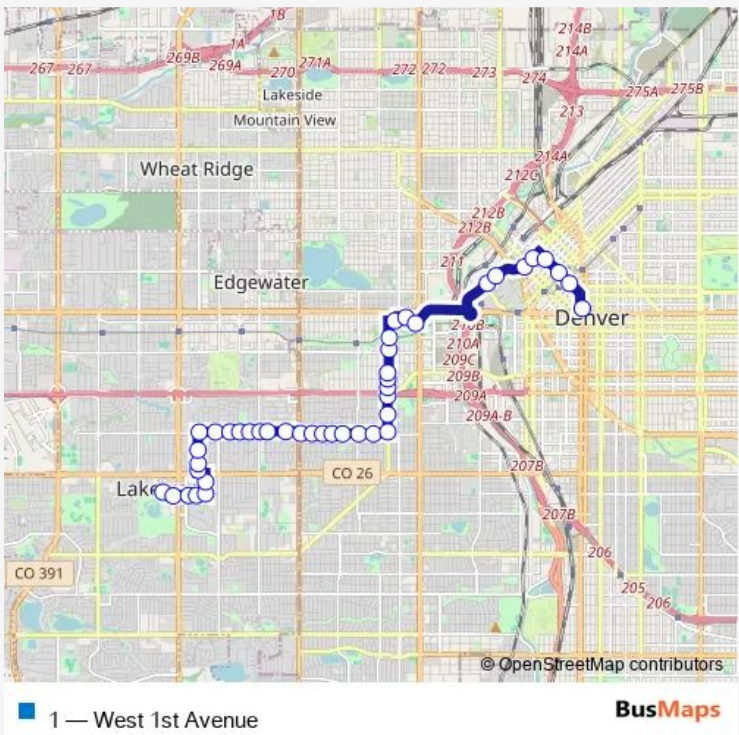 1B
1A
214B
269B
214A
267 267
269A
270
271A
272 272
273
274
275A
275B
Lakeside
213
Mountain View
214A
Wheat Ridge
212C
212B
212B
211
Edgewater
Denver
210B
210A
209C
209B
209A
209A-B
207B
CO 26
Lake
207B
206
CO 391
205
206
© OpenStreetMap contributors
1 — West 1st Avenue
BusMaps